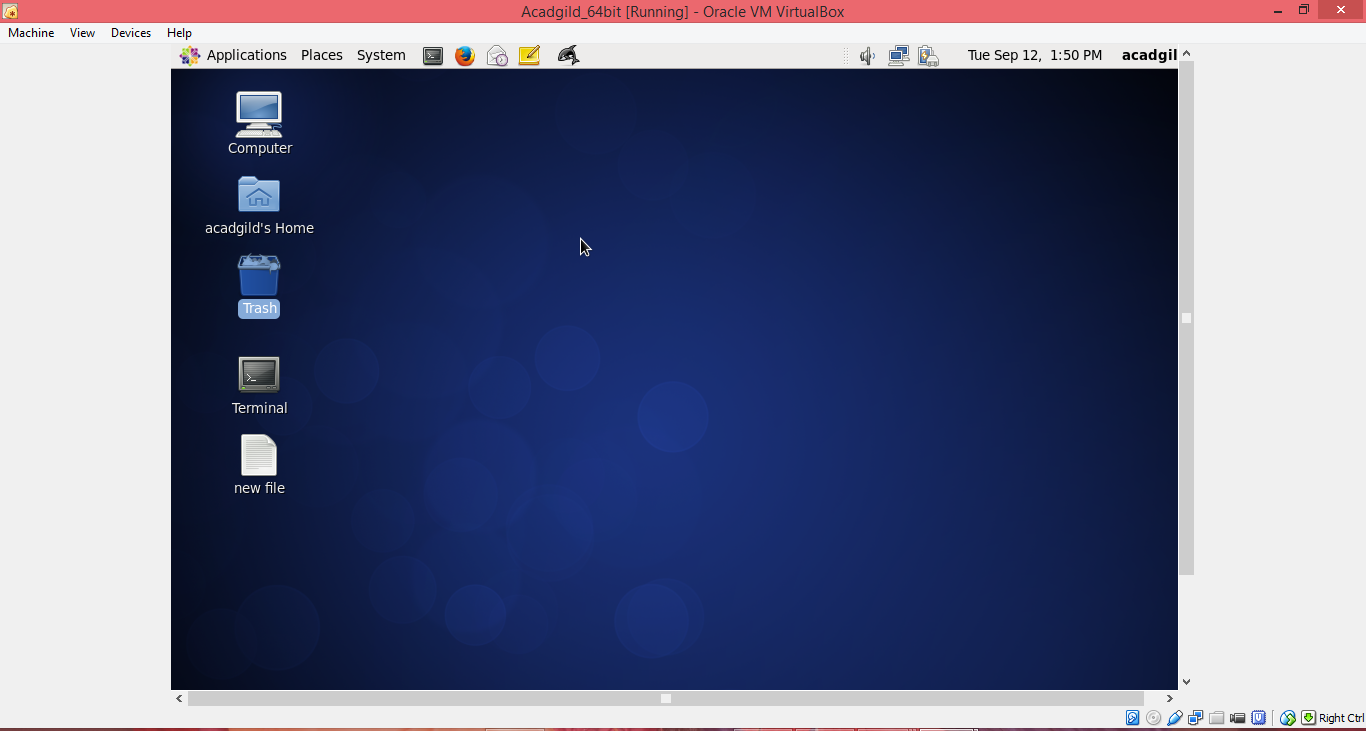 Acadgild_64bit [Running] - Oracle VM VirtualBox
Machine View Devices Help
Applications Places System Tue Sep 12, 1:50 PM acadgil
Computer
acadgild's Home
Trash
Terminal
new file
Right Ctrl